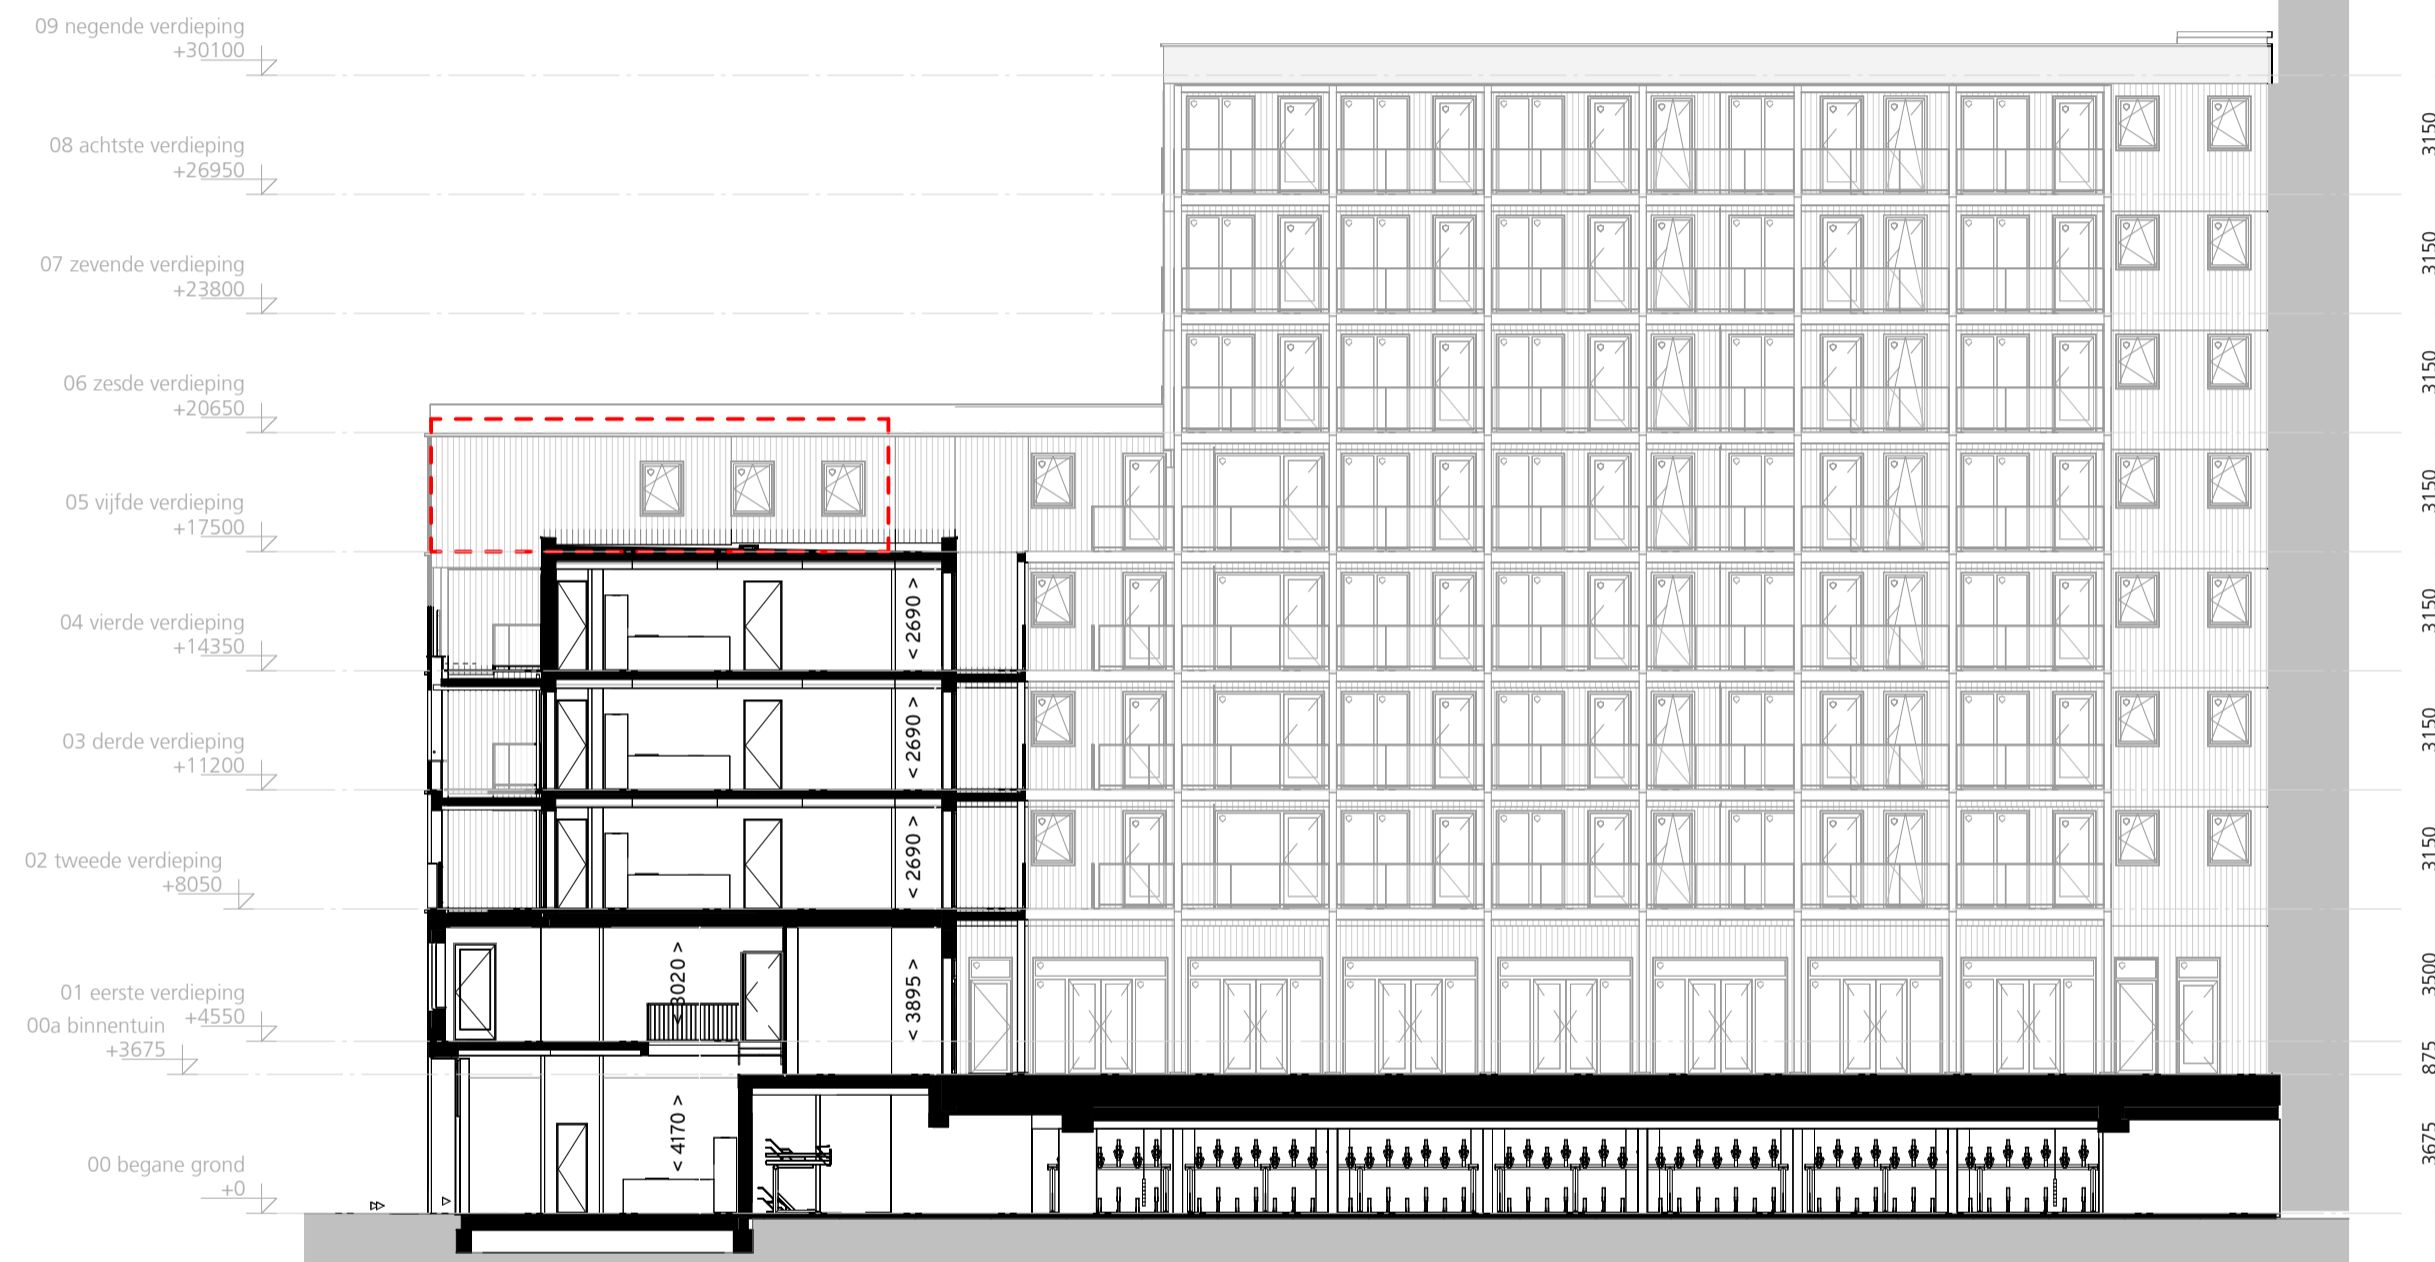 09 negende verdieping
+30100
3150
08 achtste verdieping
+26950
3150
07 zevende verdieping
+23800
3150
06 zesde verdieping
+20650
3150
05 vijfde verdieping
+17500
< 2690 >
3150
04 vierde verdieping
+14350
< 2690 >
3150
03 derde verdieping
+11200
< 2690 >
3150
02 tweede verdieping
+8050
< 3020 >
< 3895 >
3500
01 eerste verdieping
+4550
00a binnentuin
+3675
875
< 4170 >
3675
00 begane grond
+0